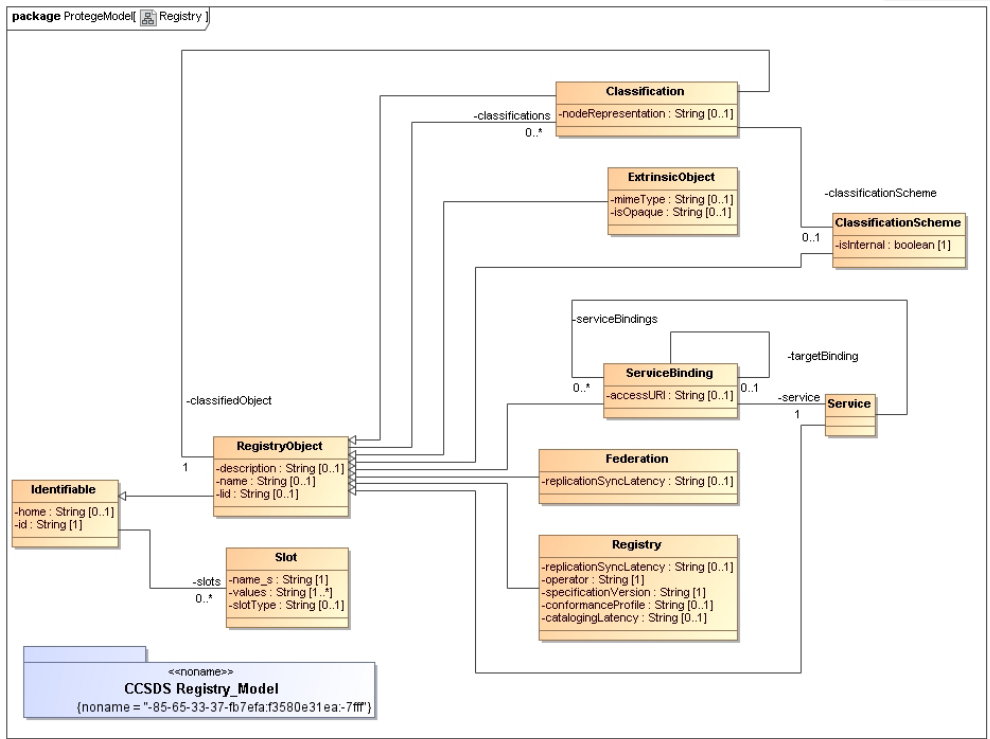 package ProtegeModel[ Registry ]
Classification
-nodeRepresentation : String [0..1]
-classifications
0..*
ExtrinsicObject
-mimeType : String [0..1]
-isOpaque : String [0..1]
-classificationScheme
0..1
ClassificationScheme
-isInternal : boolean [1]
-serviceBindings
-targetBinding
0..*
ServiceBinding
-accessURI : String [0..1]
0..1
-service
1
Service
-classifiedObject
1
RegistryObject
-description : String [0..1]
-name : String [0..1]
-lid : String [0..1]
Federation
-replicationSyncLatency : String [0..1]
Identifiable
-home : String [0..1]
-id : String [1]
Registry
-replicationSyncLatency : String [0..1]
-operator : String [1]
-specificationVersion : String [1]
-conformanceProfile : String [0..1]
-catalogingLatency : String [0..1]
-slots
0..*
Slot
-name_s : String [1]
-values : String [1..*]
-slotType : String [0..1]
<<noname>>
CCSDS Registry_Model
{noname = "-85-65-33-37-fb7efa:f3580e31ea:-7fff"}